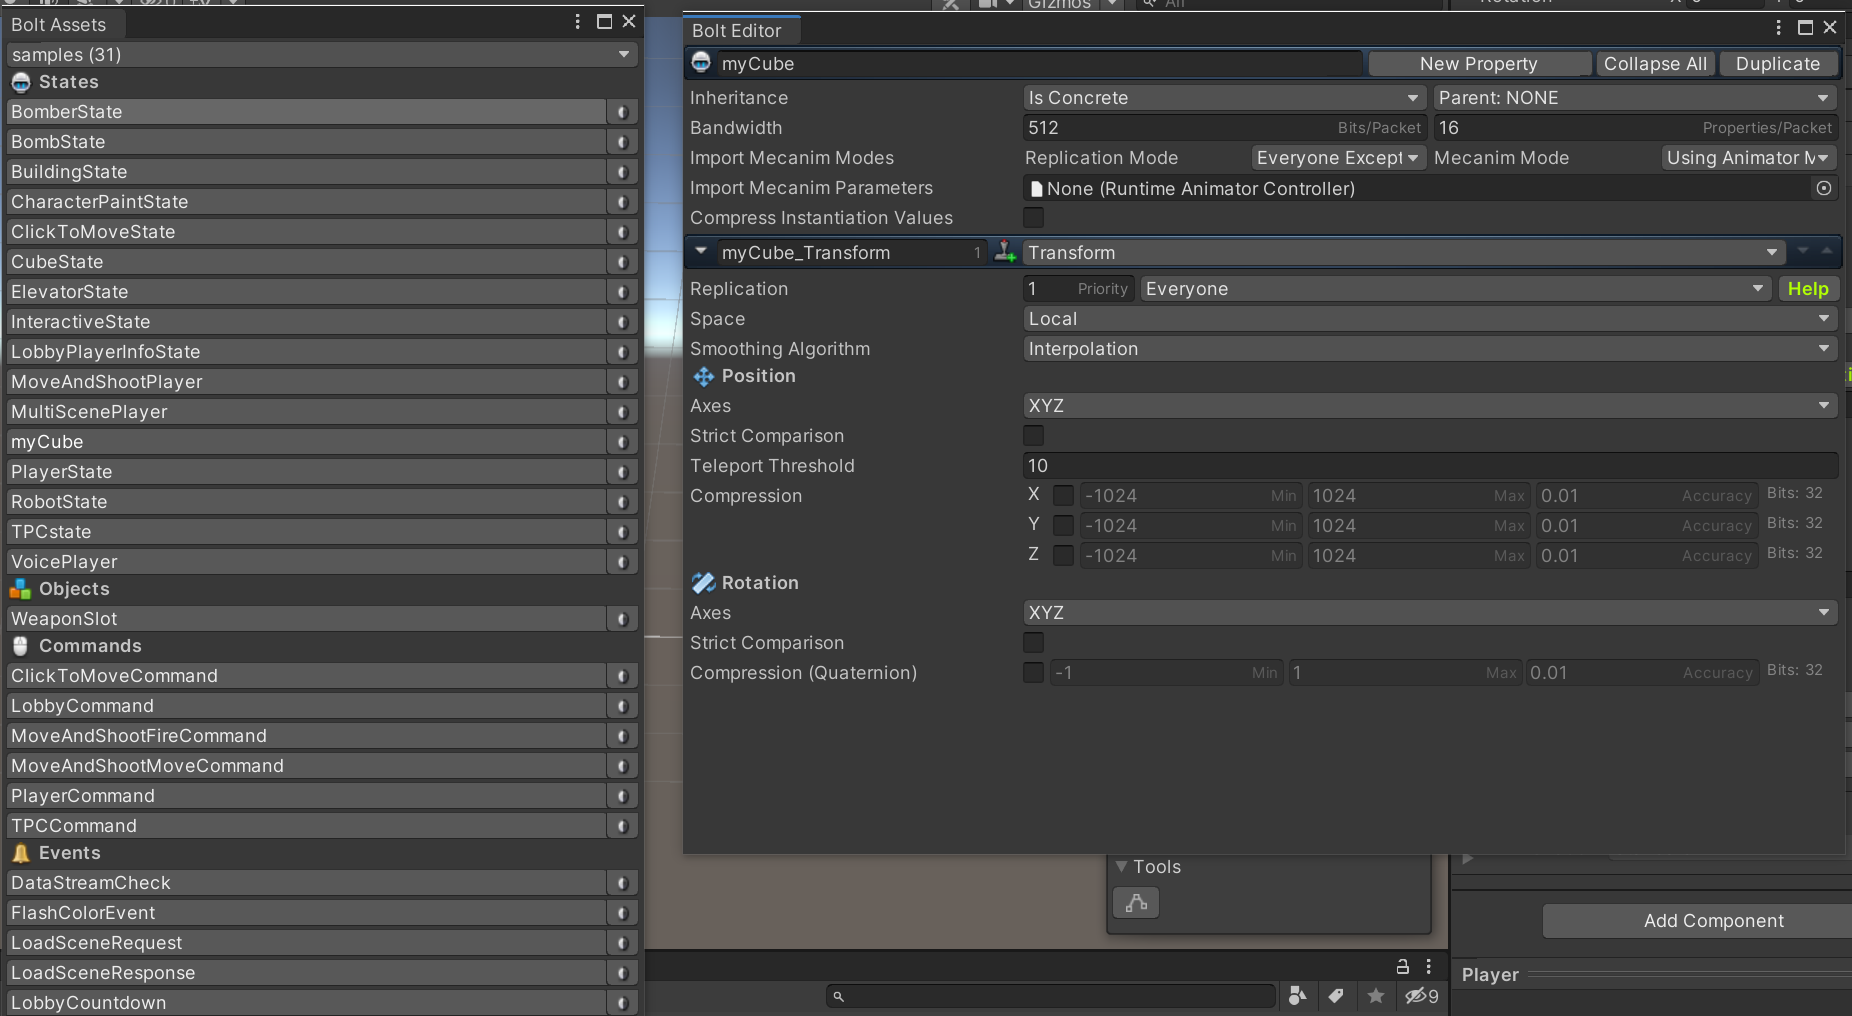 Bolt Assets
samples (31)
States
BomberState
BombState
BuildingState
CharacterPaintState
ClickToMoveState
CubeState
ElevatorState
InteractiveState
LobbyPlayerInfoState
MoveAndShootPlayer
MultiScenePlayer
myCube
PlayerState
RobotState
TPCstate
VoicePlayer
Objects
WeaponSlot
Commands
ClickToMoveCommand
LobbyCommand
MoveAndShootFireCommand
MoveAndShootMoveCommand
PlayerCommand
TPCCommand
Events
DataStreamCheck
FlashColorEvent
LoadSceneRequest
LoadSceneResponse
LobbyCountdown
Gizmos All
Bolt Editor
myCube New Property Collapse All Duplicate
Inheritance Is Concrete Parent: NONE
Bandwidth 512 Bits/Packet 16 Properties/Packet
Import Mecanim Modes Replication Mode Everyone Except Mecanim Mode Using Animator M
Import Mecanim Parameters None (Runtime Animator Controller)
Compress Instantiation Values
myCube_Transform 1 Transform
Replication 1 Priority Everyone Help
Space Local
Smoothing Algorithm Interpolation
Position
Axes XYZ
Strict Comparison
Teleport Threshold 10
Compression X -1024 Min 1024 Max 0.01 Accuracy Bits: 32
Y -1024 Min 1024 Max 0.01 Accuracy Bits: 32
Z -1024 Min 1024 Max 0.01 Accuracy Bits: 32
Rotation
Axes XYZ
Strict Comparison
Compression (Quaternion) -1 Min 1 Max 0.01 Accuracy Bits: 32
Tools
9
Add Component
Player